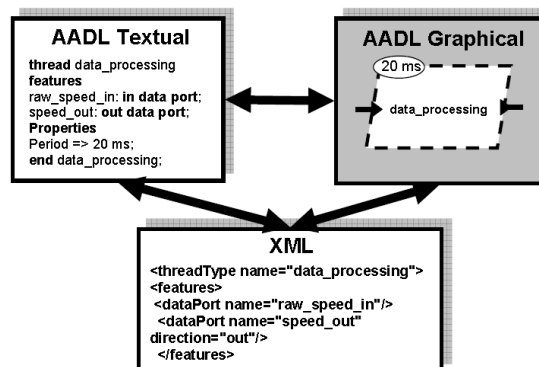 AADL Textual
thread data_processing
features
raw_speed_in: in data port;
speed_out: out data port;
Properties
Period => 20 ms;
end data_processing;
AADL Graphical
20 ms
data_processing
XML
<threadType name="data_processing">
<features>
<dataPort name="raw_speed_in"/>
<dataPort name="speed_out"
direction="out"/>
</features>